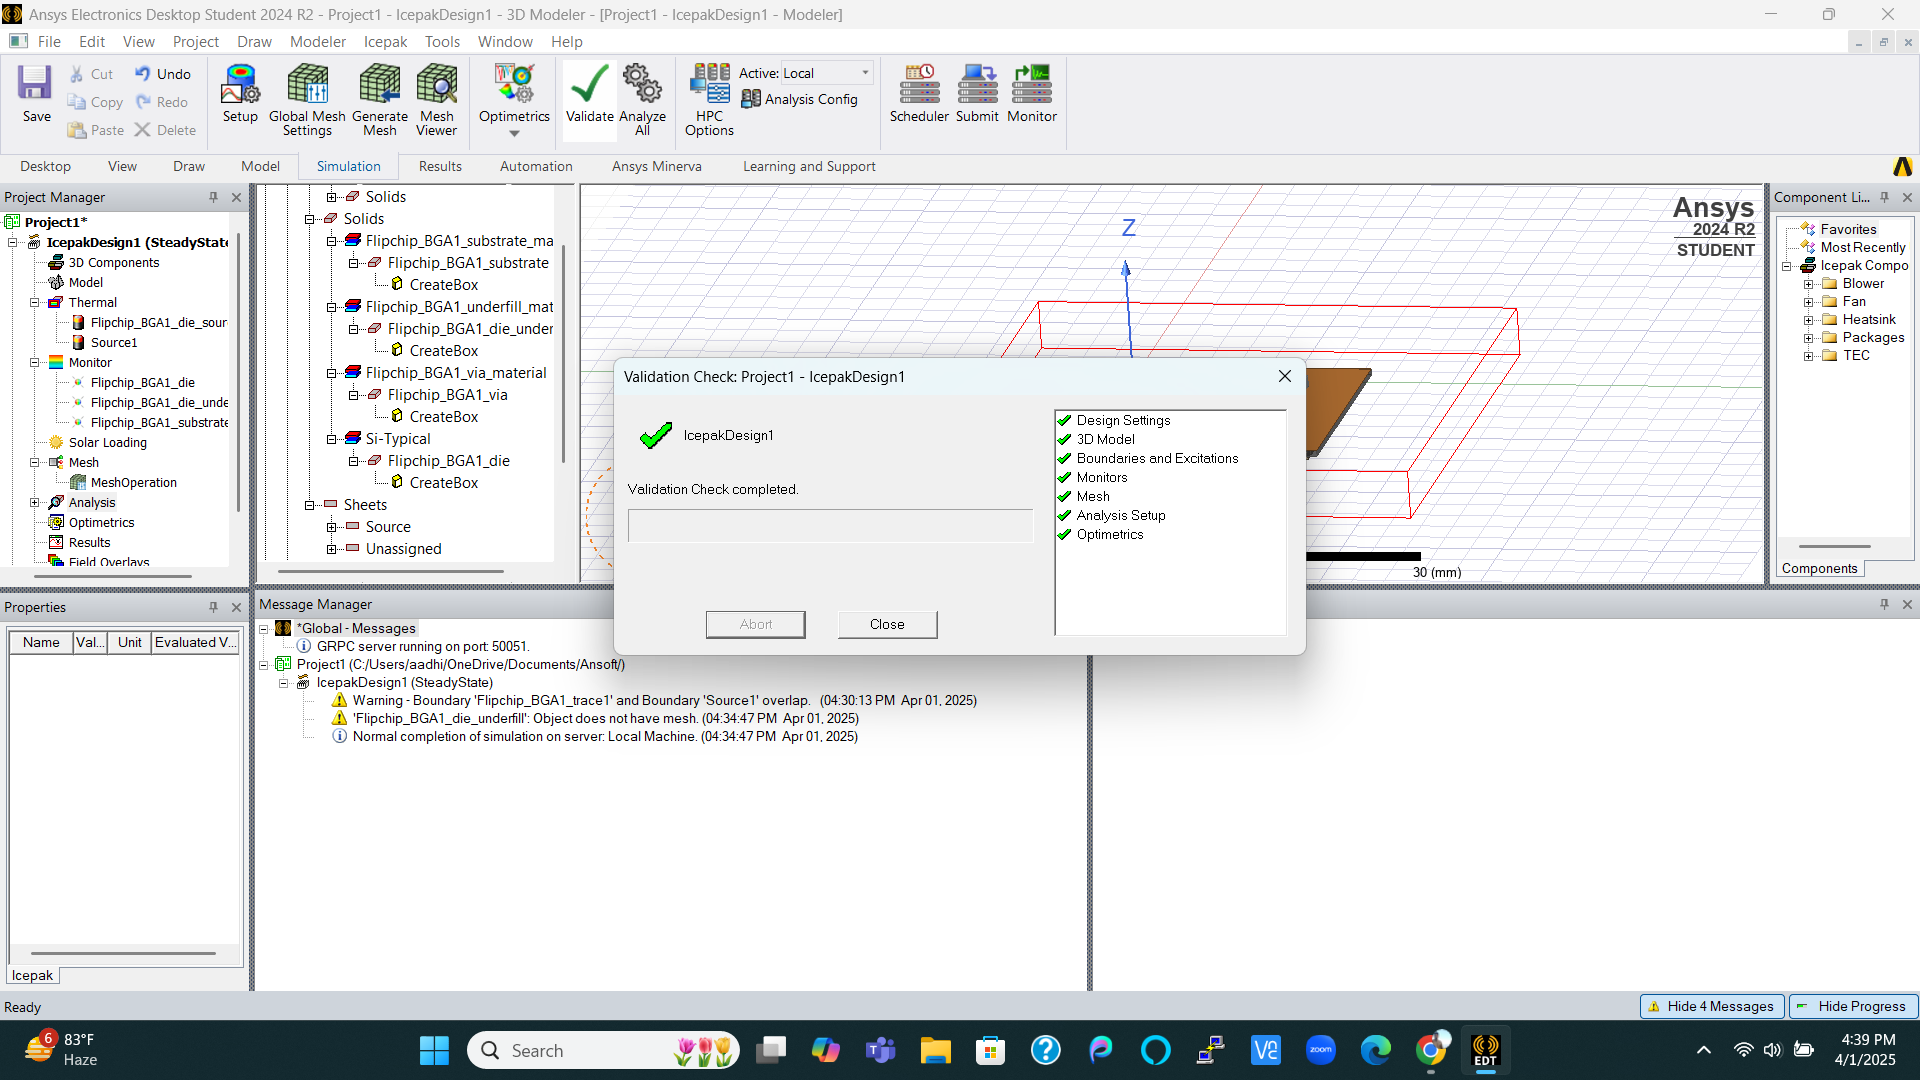 Ansys Electronics Desktop Student 2024 R2 - Project1 - IcepakDesign1 - 3D Modeler - [Project1 - IcepakDesign1 - Modeler]
File Edit View Project Draw Modeler Icepak Tools Window Help
Save
Cut
Copy
Paste
Undo
Redo
Delete
Setup
Global Mesh
Settings
Generate
Mesh
Mesh
Viewer
Optimetrics
Validate
Analyze
All
HPC
Options
Active: Local
Analysis Config
Scheduler
Submit
Monitor
Desktop View Draw Model Simulation Results Automation Ansys Minerva Learning and Support
Project Manager
Project1*
IcepakDesign1 (SteadyState
3D Components
Model
Thermal
Flipchip_BGA1_die_sour
Source1
Monitor
Flipchip_BGA1_die
Flipchip_BGA1_die_unde
Flipchip_BGA1_substrate
Solar Loading
Mesh
MeshOperation
Analysis
Optimetrics
Results
Field Overlays
Solids
Solids
Flipchip_BGA1_substrate_ma
Flipchip_BGA1_substrate
CreateBox
Flipchip_BGA1_underfill_mat
Flipchip_BGA1_die_under
CreateBox
Flipchip_BGA1_via_material
Flipchip_BGA1_via
CreateBox
Si-Typical
Flipchip_BGA1_die
CreateBox
Sheets
Source
Unassigned
Z
Ansys
2024 R2
STUDENT
30 (mm)
Validation Check: Project1 - IcepakDesign1
IcepakDesign1
Validation Check completed.
Abort
Close
Design Settings
3D Model
Boundaries and Excitations
Monitors
Mesh
Analysis Setup
Optimetrics
Component Li...
Favorites
Most Recently
Icepak Compo
Blower
Fan
Heatsink
Packages
TEC
Components
Properties
Name Val... Unit Evaluated V...
Icepak
Message Manager
*Global - Messages
GRPC server running on port: 50051.
Project1 (C:/Users/aadhi/OneDrive/Documents/Ansoft/)
IcepakDesign1 (SteadyState)
Warning - Boundary 'Flipchip_BGA1_trace1' and Boundary 'Source1' overlap. (04:30:13 PM Apr 01, 2025)
'Flipchip_BGA1_die_underfill': Object does not have mesh. (04:34:47 PM Apr 01, 2025)
Normal completion of simulation on server: Local Machine. (04:34:47 PM Apr 01, 2025)
Ready
Hide 4 Messages
Hide Progress
6
83°F
Haze
Search
zoom
EDT
4:39 PM
4/1/2025